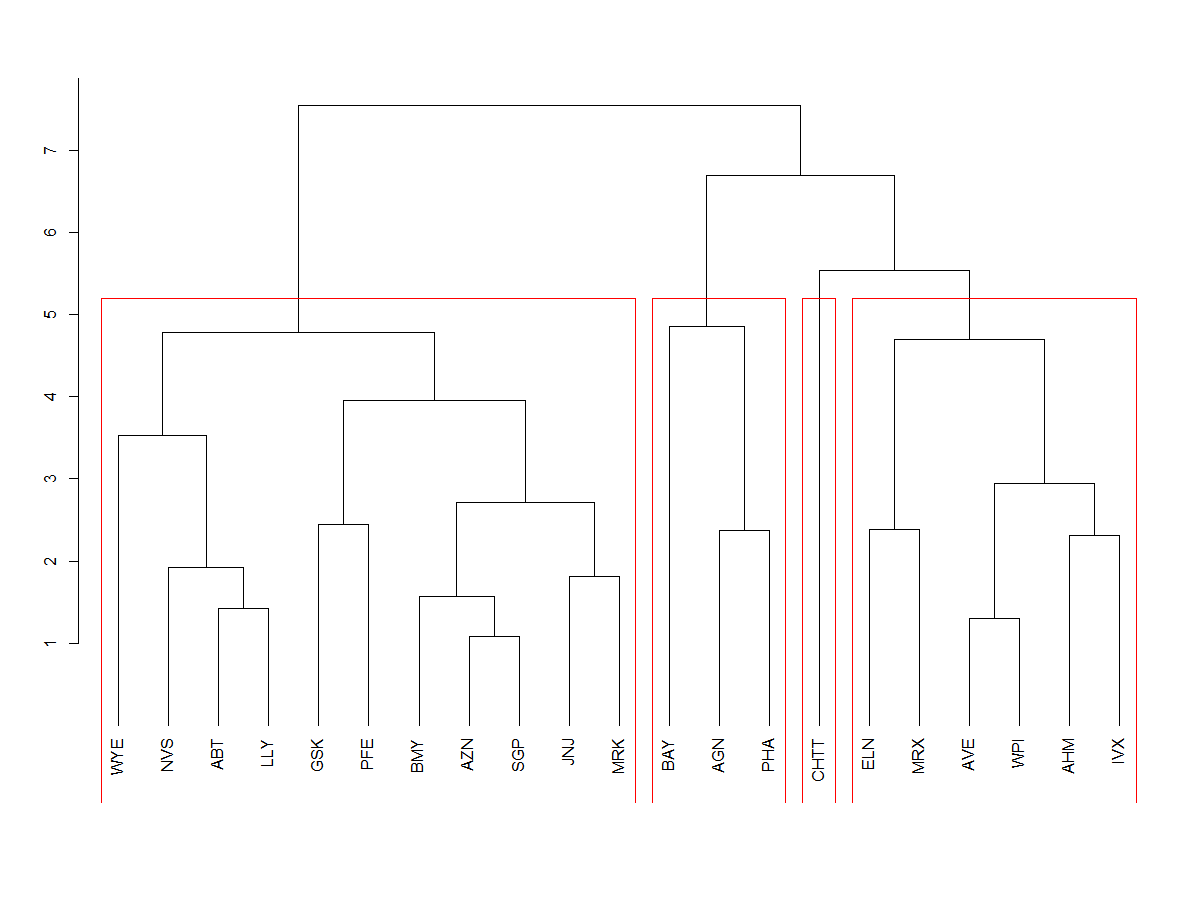 7
6
5
4
3
2
1
WYE
NVS
ABT
LLY
GSK
PFE
BMY
AZN
SGP
JNJ
MRK
BAY
AGN
PHA
CHTT
ELN
MRX
AVE
WPI
AHM
IVX